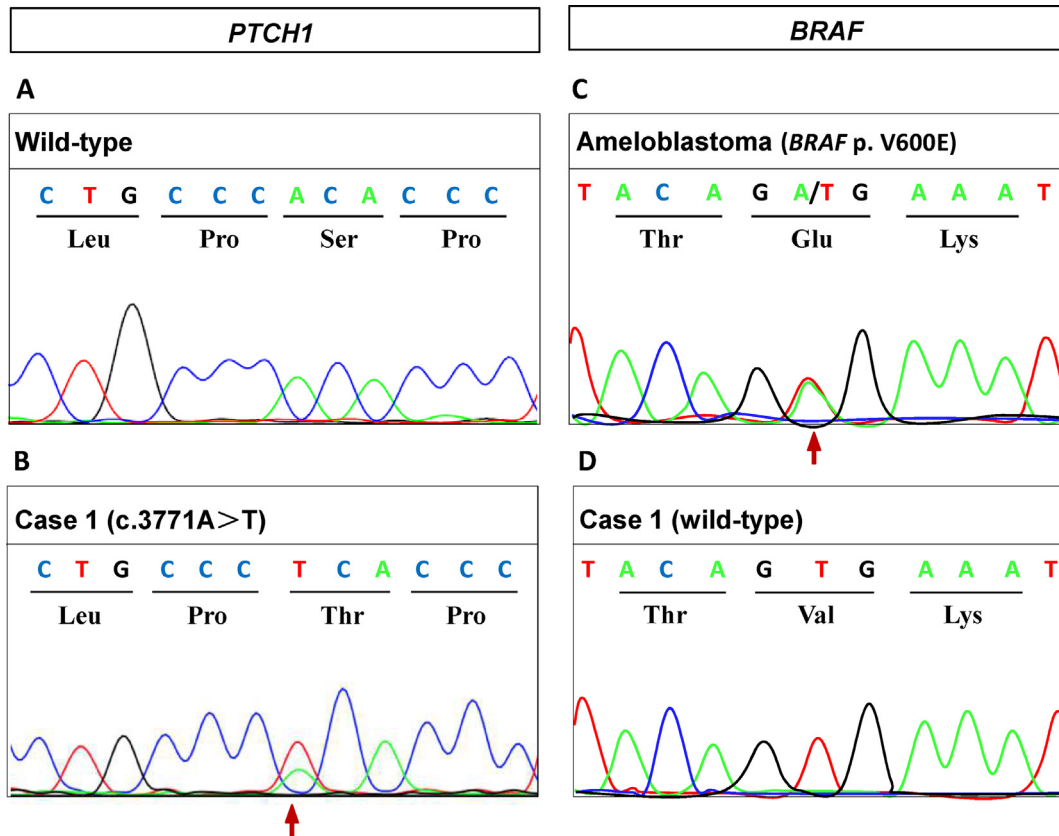 PTCH1
BRAF
A
Wild-type
C T G C C C A C A C C C
Leu Pro Ser Pro
B
Case 1 (c.3771A>T)
C T G C C C T C A C C C
Leu Pro Thr Pro
C
Ameloblastoma (BRAF p. V600E)
T A C A G A/T G A A A T
Thr Glu Lys
D
Case 1 (wild-type)
T A C A G T G A A A T
Thr Val Lys